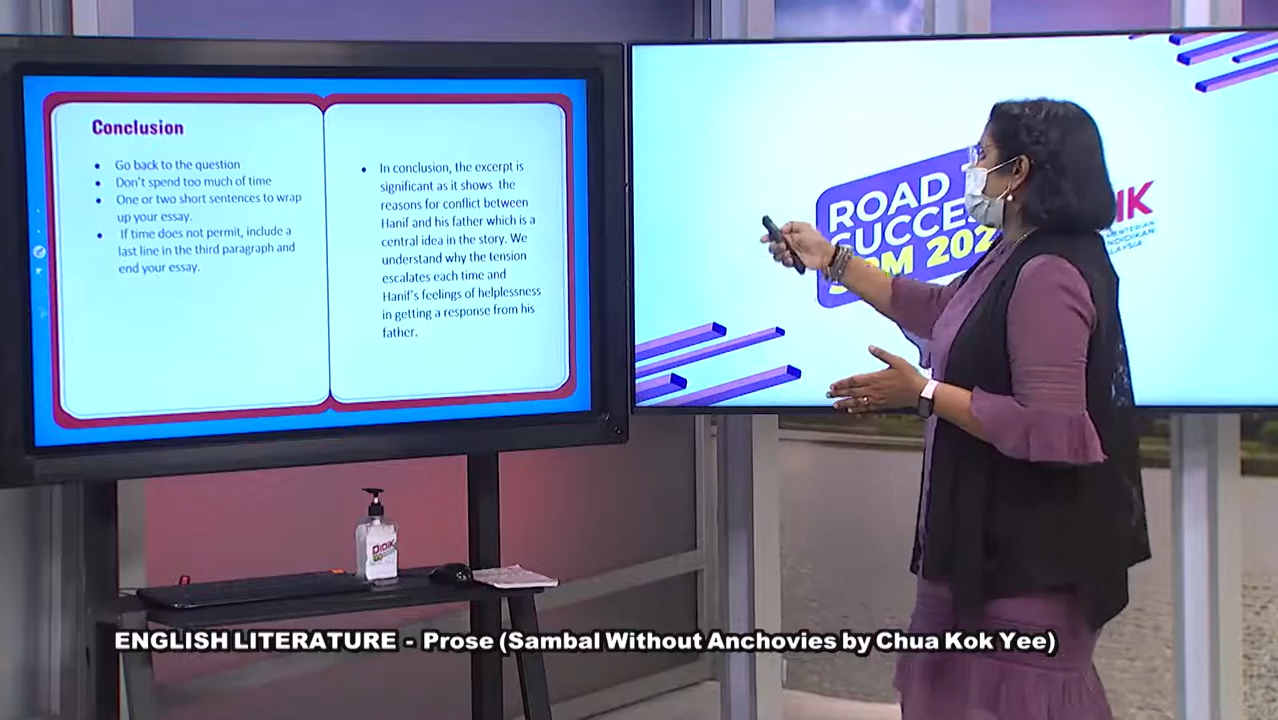 Conclusion
• Go back to the question
• Don't spend too much of time
• One or two short sentences to wrap
up your essay.
• If time does not permit, include a
last line in the third paragraph and
end your essay.
• In conclusion, the excerpt is
significant as it shows the
reasons for conflict between
Hanif and his father which is a
central idea in the story. We
understand why the tension
escalates each time and
Hanif's feelings of helplessness
in getting a response from his
father.
ROAD
SUCCE
SPM 202
IK
DIDIK
ENGLISH LITERATURE - Prose (Sambal Without Anchovies by Chua Kok Yee)